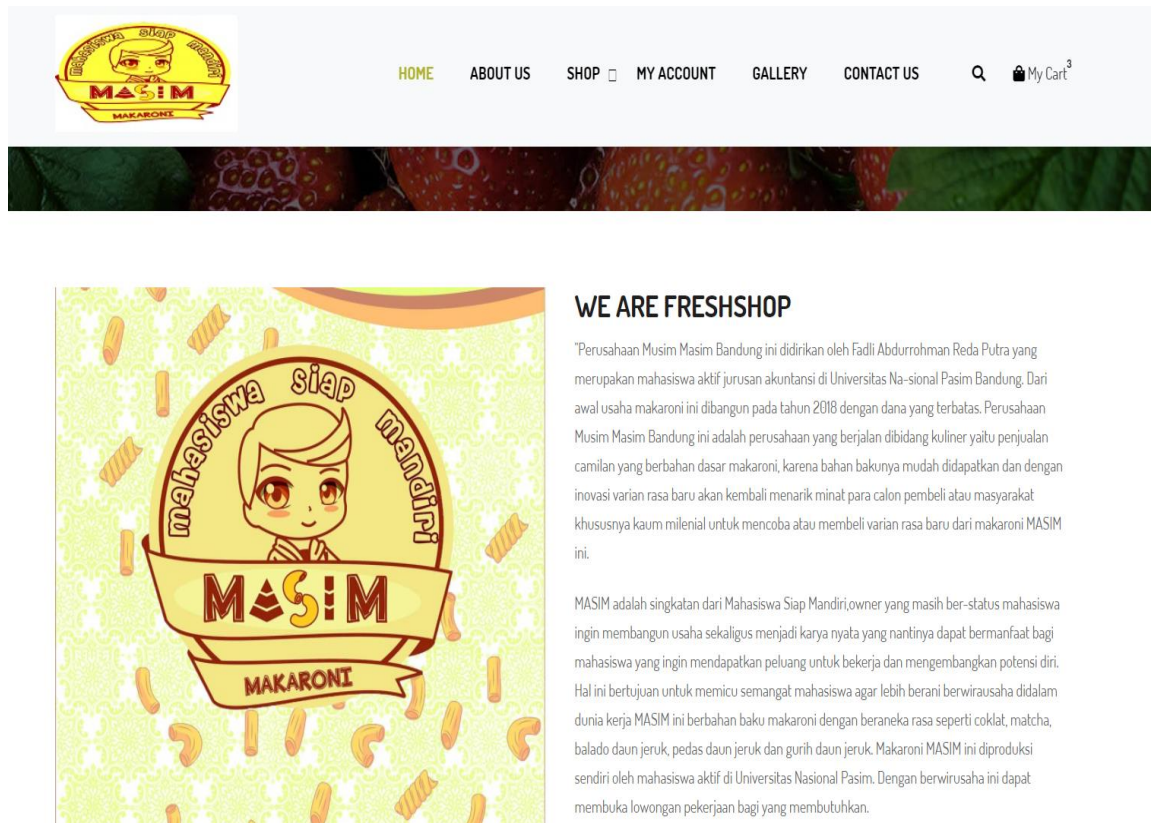 mahasiswa siap mandiri
MASIM
MAKARONI
HOME ABOUT US SHOP MY ACCOUNT GALLERY CONTACT US My Cart 3
mahasiswa siap mandiri
MASIM
MAKARONI
WE ARE FRESHSHOP
"Perusahaan Musim Masim Bandung ini didirikan oleh Fadli Abdurrohman Reda Putra yang
merupakan mahasiswa aktif jurusan akuntansi di Universitas Na-sional Pasim Bandung. Dari
awal usaha makaroni ini dibangun pada tahun 2018 dengan dana yang terbatas. Perusahaan
Musim Masim Bandung ini adalah perusahaan yang berjalan dibidang kuliner yaitu penjualan
camilan yang berbahan dasar makaroni, karena bahan bakunya mudah didapatkan dan dengan
inovasi varian rasa baru akan kembali menarik minat para calon pembeli atau masyarakat
khususnya kaum milenial untuk mencoba atau membeli varian rasa baru dari makaroni MASIM
ini.
MASIM adalah singkatan dari Mahasiswa Siap Mandiri,owner yang masih ber-status mahasiswa
ingin membangun usaha sekaligus menjadi karya nyata yang nantinya dapat bermanfaat bagi
mahasiswa yang ingin mendapatkan peluang untuk bekerja dan mengembangkan potensi diri.
Hal ini bertujuan untuk memicu semangat mahasiswa agar lebih berani berwirausaha didalam
dunia kerja MASIM ini berbahan baku makaroni dengan beraneka rasa seperti coklat, matcha,
balado daun jeruk, pedas daun jeruk dan gurih daun jeruk. Makaroni MASIM ini diproduksi
sendiri oleh mahasiswa aktif di Universitas Nasional Pasim. Dengan berwirusaha ini dapat
membuka lowongan pekerjaan bagi yang membutuhkan.